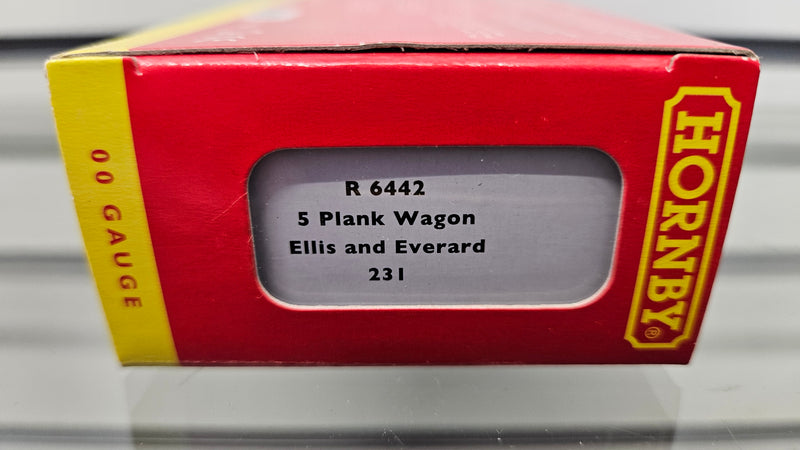 00 GAUGE
R 6442
5 Plank Wagon
Ellis and Everard
231
HORNBY®